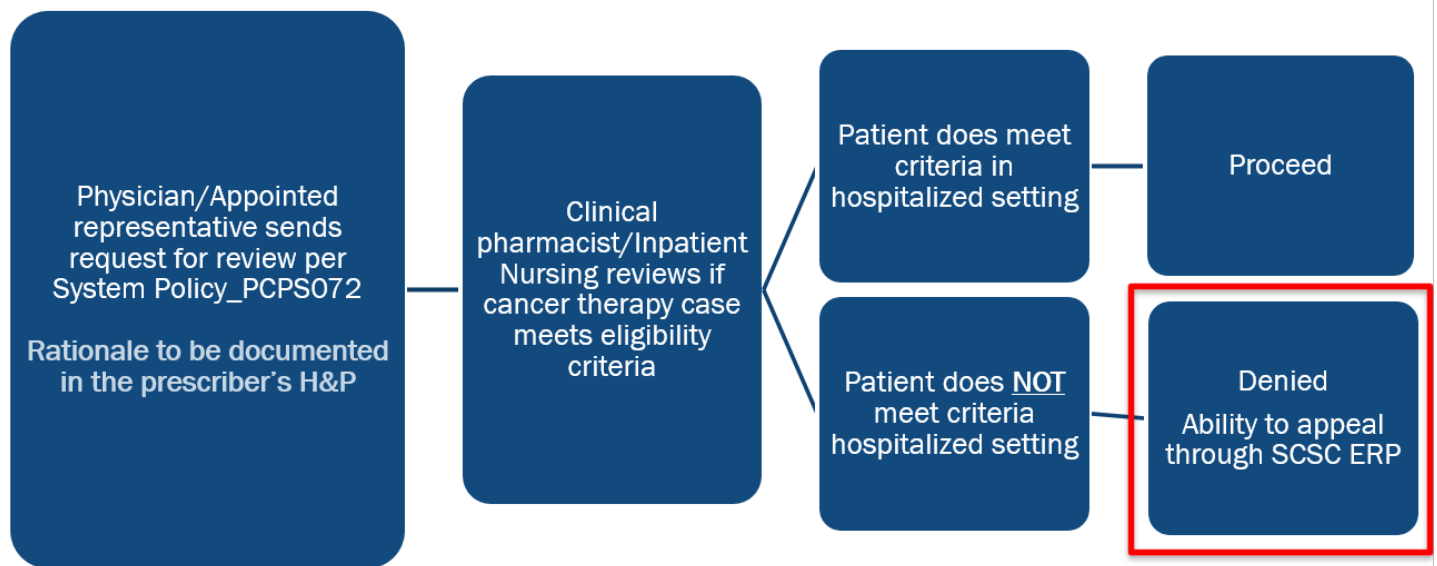 Physician/Appointed
representative sends
request for review per
System Policy_PCPS072
Rationale to be documented
in the prescriber's H&P
Clinical
pharmacist/Inpatient
Nursing reviews if
cancer therapy case
meets eligibility
criteria
Patient does meet
criteria in
hospitalized setting
Proceed
Patient does NOT
meet criteria
hospitalized setting
Denied
Ability to appeal
through SCSC ERP